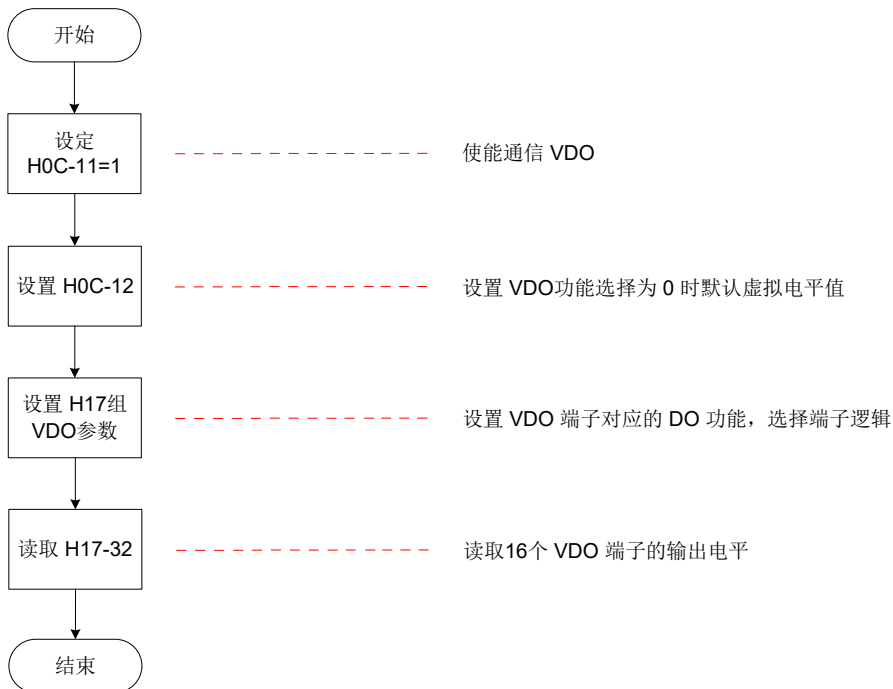 开始
设定
H0C-11=1
使能通信 VDO
设置 H0C-12
设置 VDO功能选择为 0 时默认虚拟电平值
设置 H17组
VDO参数
设置 VDO 端子对应的 DO 功能，选择端子逻辑
读取 H17-32
读取16个 VDO 端子的输出电平
结束